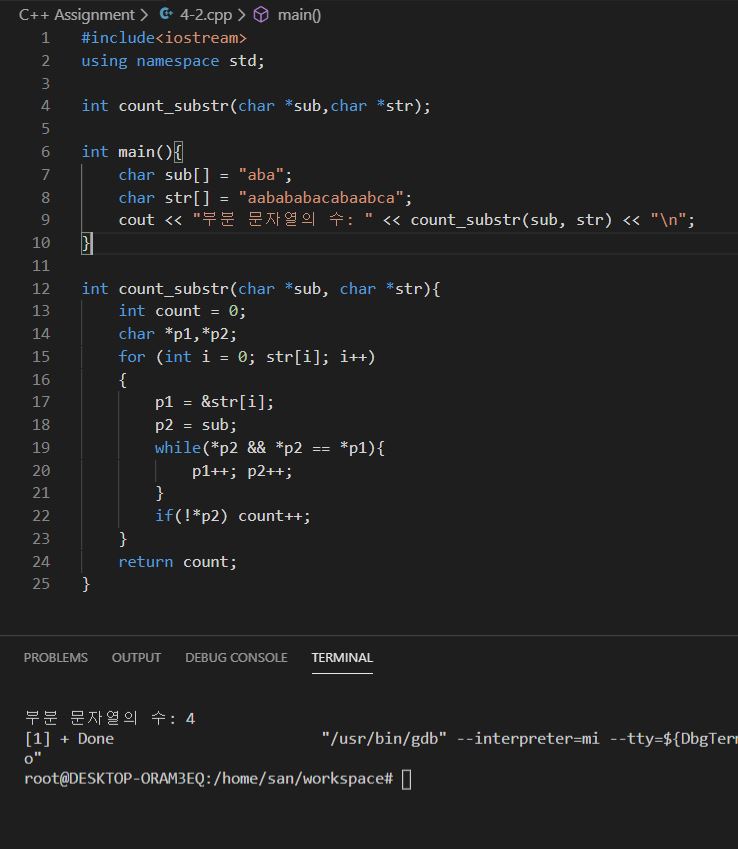 C++ Assignment > 4-2.cpp > main()
1 #include<iostream>
2 using namespace std;
3
4 int count_substr(char *sub,char *str);
5
6 int main(){
7 char sub[] = "aba";
8 char str[] = "aabababacabaabca";
9 cout << "부분 문자열의 수: " << count_substr(sub, str) << "\n";
10 }
11
12 int count_substr(char *sub, char *str){
13 int count = 0;
14 char *p1,*p2;
15 for (int i = 0; str[i]; i++)
16 {
17 p1 = &str[i];
18 p2 = sub;
19 while(*p2 && *p2 == *p1){
20 p1++; p2++;
21 }
22 if(!*p2) count++;
23 }
24 return count;
25 }
PROBLEMS OUTPUT DEBUG CONSOLE TERMINAL
부분 문자열의 수: 4
[1] + Done "/usr/bin/gdb" --interpreter=mi --tty=${DbgTerm
o"
root@DESKTOP-ORAM3EQ:/home/san/workspace#